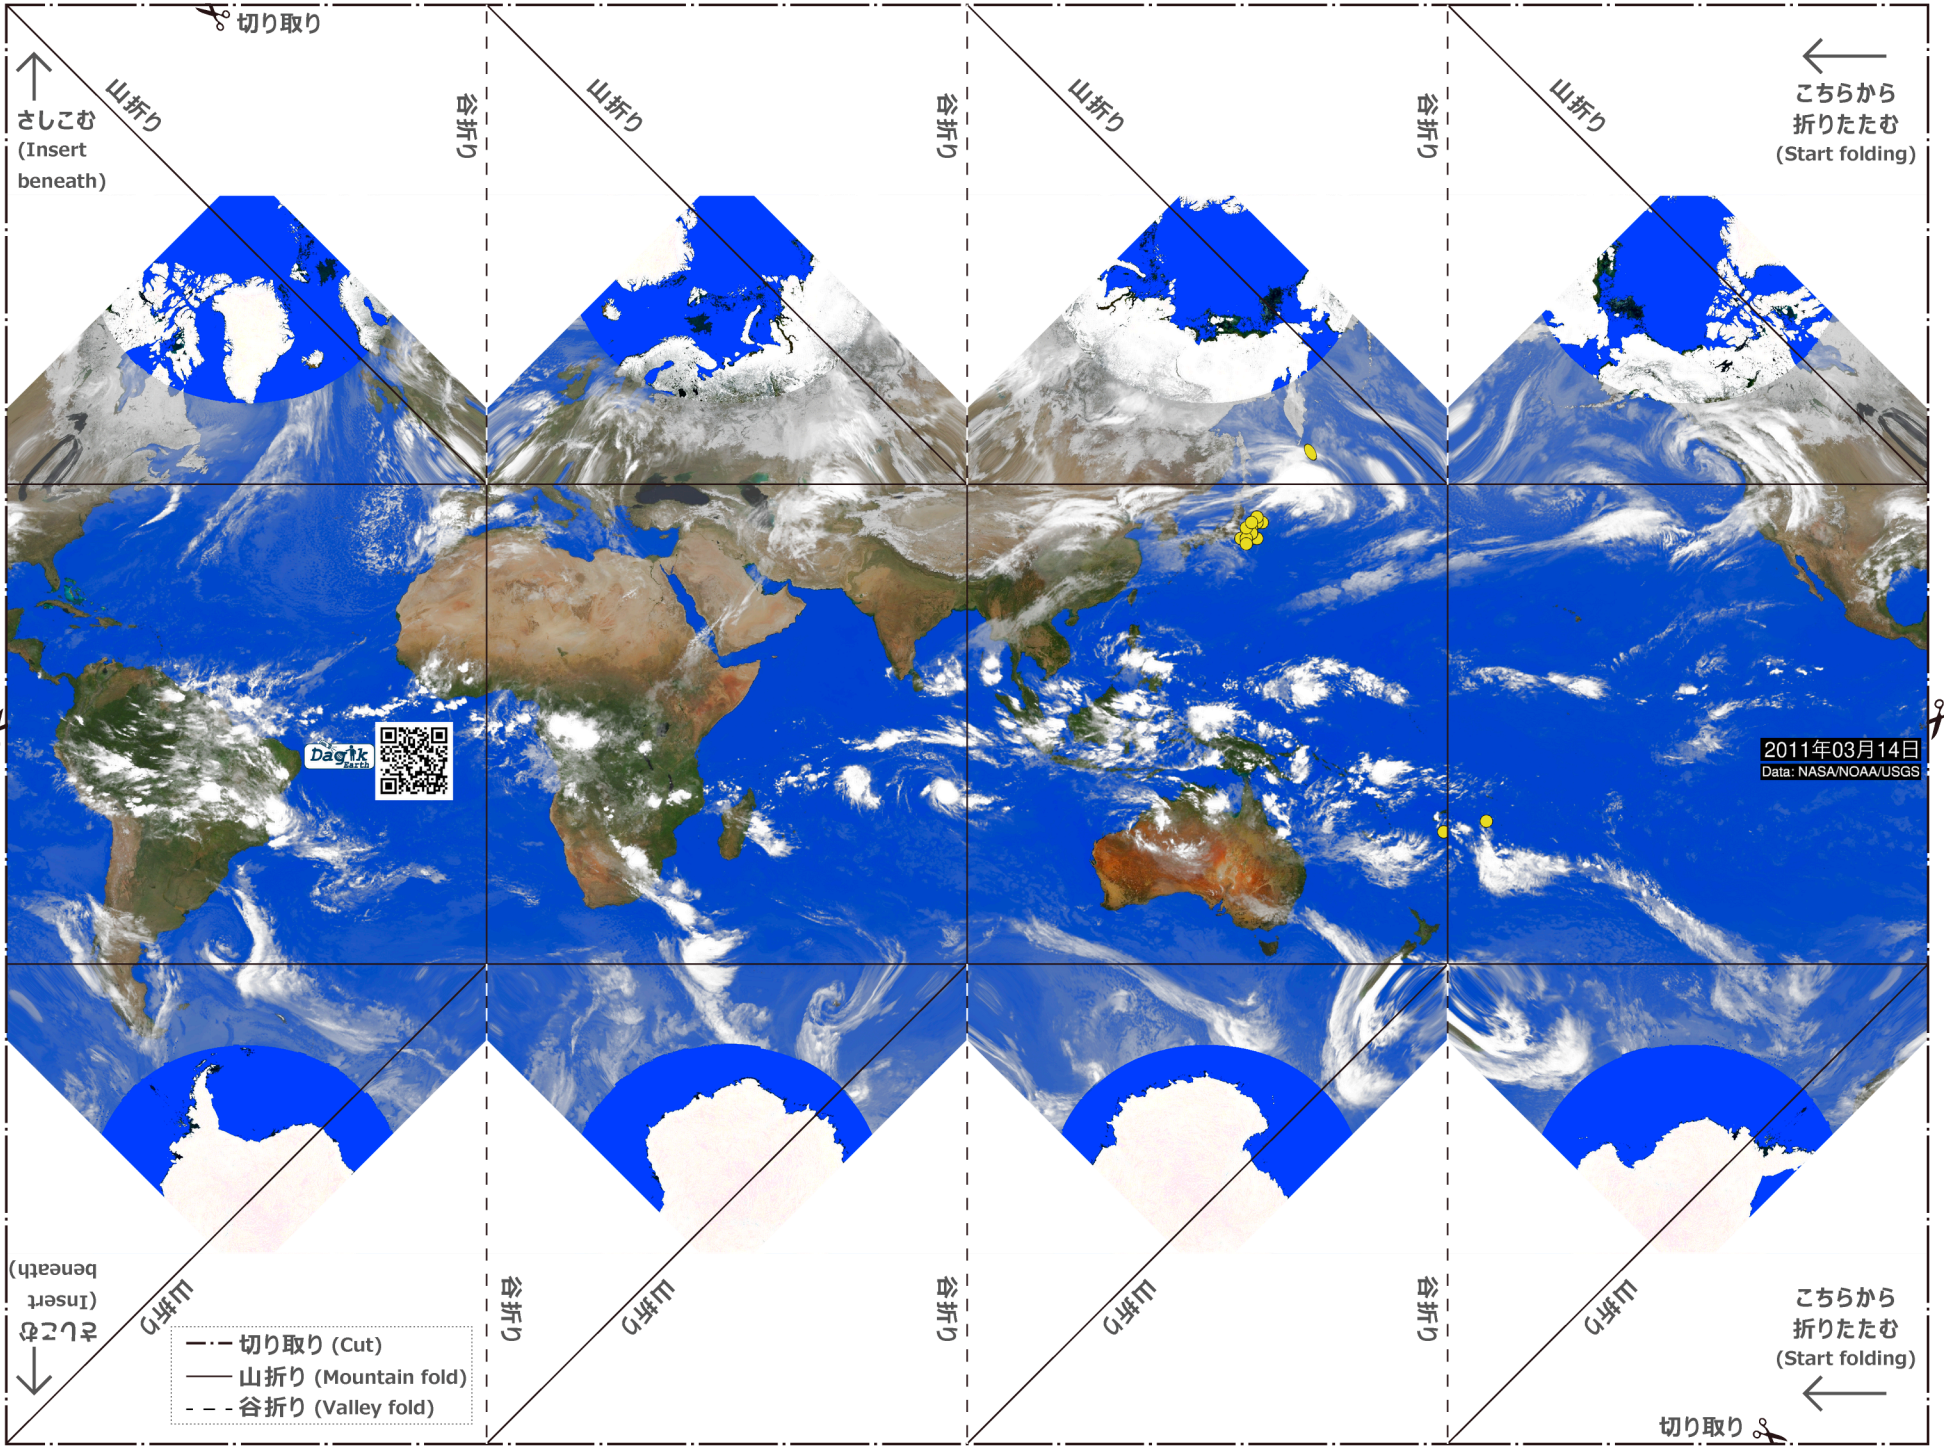 切り取り
さしこむ
(Insert
beneath)
山折り
谷折り
山折り
谷折り
山折り
谷折り
山折り
こちらから
折りたたむ
(Start folding)
Dagik
Earth
2011年03月14日
Data: NASA/NOAA/USGS
さしこむ
(Insert
beneath)
山折り
谷折り
山折り
谷折り
山折り
谷折り
山折り
こちらから
折りたたむ
(Start folding)
切り取り (Cut)
山折り (Mountain fold)
谷折り (Valley fold)
切り取り